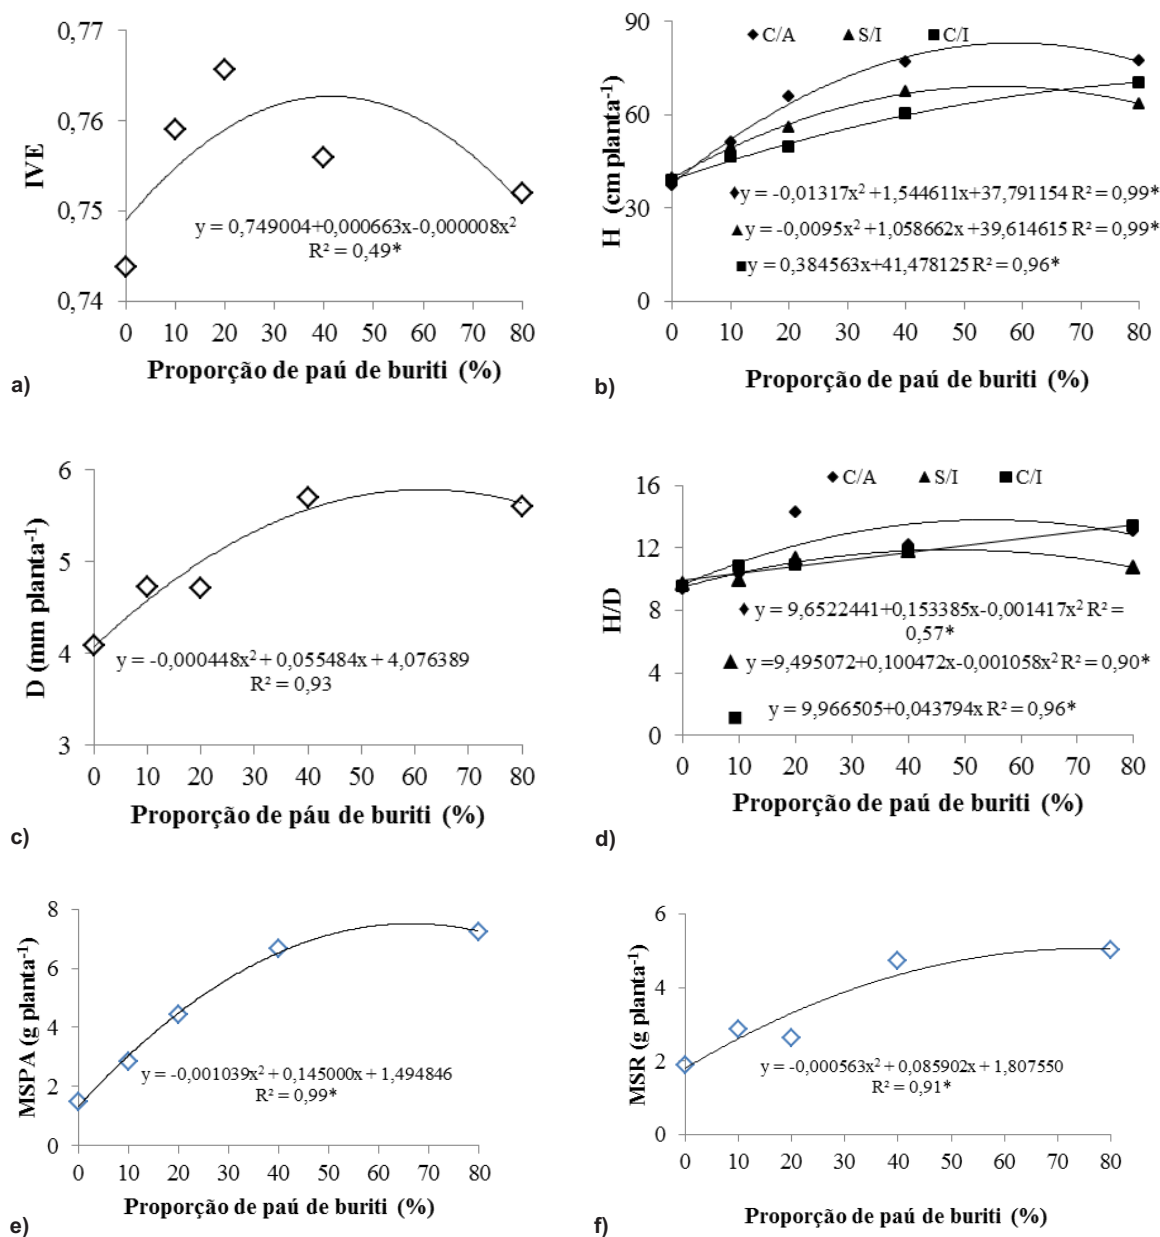 0,77
0,76
0,75
0,74
IVE
y = 0,749004+0,000663x-0,000008x²
R² = 0,49*
0 10 20 30 40 50 60 70 80
Proporção de paú de buriti (%)
a)
90
60
30
0
H (cm planta⁻¹)
C/A S/I C/I
y = -0,01317x² + 1,544611x+37,791154 R² = 0,99*
y = -0,0095x² + 1,058662x+39,614615 R² = 0,99*
y = 0,384563x+41,478125 R² = 0,96*
0 10 20 30 40 50 60 70 80
Proporção de paú de buriti (%)
b)
6
5
4
3
D (mm planta⁻¹)
y = -0,000448x² + 0,055484x + 4,076389
R² = 0,93
0 10 20 30 40 50 60 70 80
Proporção de páu de buriti (%)
c)
C/A S/I C/I
16
12
8
4
0
H/D
y = 9,6522441+0,153385x-0,001417x² R² =
0,57*
y =9,495072+0,100472x-0,001058x² R² = 0,90*
y = 9,966505+0,043794x R² = 0,96*
0 10 20 30 40 50 60 70 80
Proporção de paú de buriti (%)
d)
8
6
4
2
0
MSPA (g planta⁻¹)
y = -0,001039x² + 0,145000x + 1,494846
R² = 0,99*
0 10 20 30 40 50 60 70 80
Proporção de paú de buriti (%)
e)
6
4
2
0
MSR (g planta⁻¹)
y = -0,000563x² + 0,085902x + 1,807550
R² = 0,91*
0 10 20 30 40 50 60 70 80
Proporção de paú de buriti (%)
f)